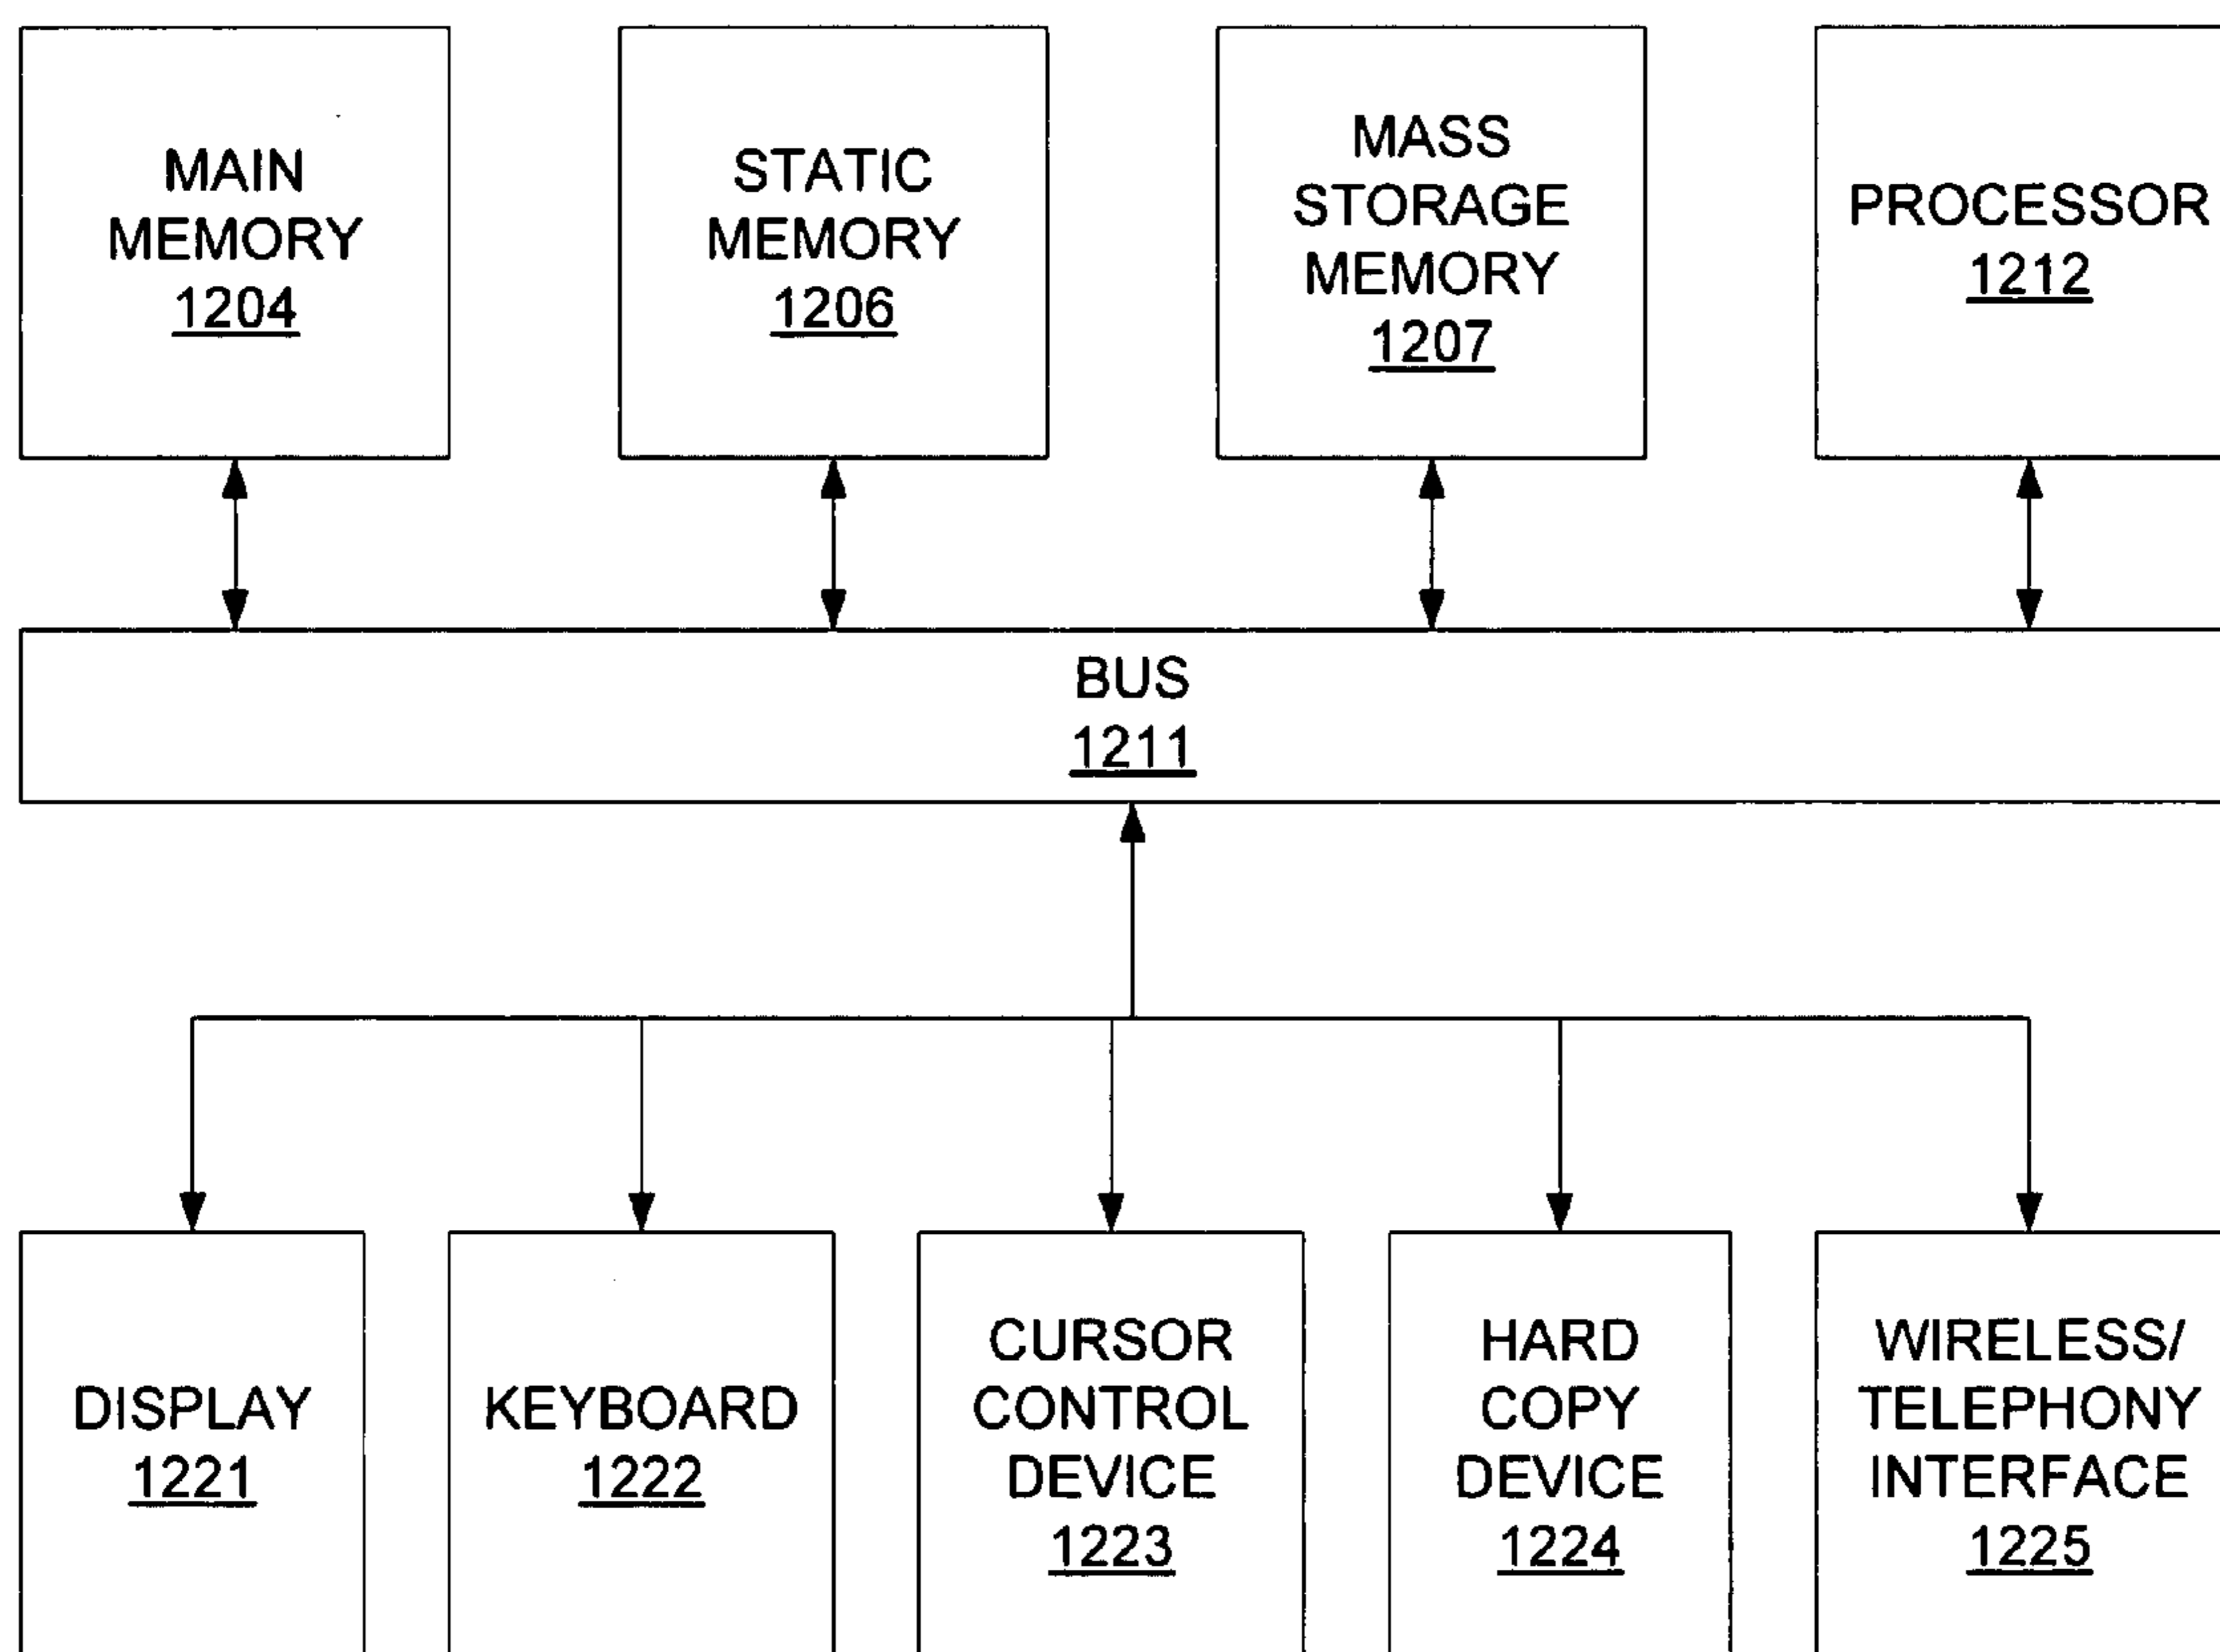 MAIN
MEMORY
1204
STATIC
MEMORY
1206
MASS
STORAGE
MEMORY
1207
PROCESSOR
1212
BUS
1211
DISPLAY
1221
KEYBOARD
1222
CURSOR
CONTROL
DEVICE
1223
HARD
COPY
DEVICE
1224
WIRELESS/
TELEPHONY
INTERFACE
1225